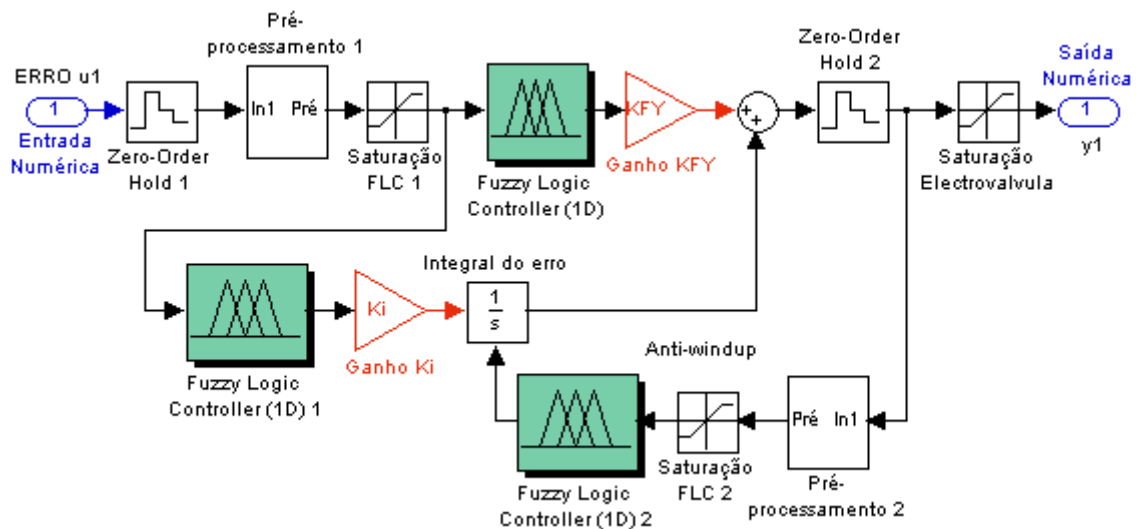 Pré-
processamento 1
Zero-Order
Hold 2
Saída
Numérica
ERRO u1
1
In1 Pré
KFY
+
+
1
Entrada
Numérica
Zero-Order
Hold 1
Saturação
FLC 1
Ganho KFY
Fuzzy Logic
Controller (1D)
Saturação
Electrovalvula
y1
Integral do erro
Ki
1
s
Ganho Ki
Fuzzy Logic
Controller (1D) 1
Anti-windup
Pré In1
Saturação
FLC 2
Pré-
processamento 2
Fuzzy Logic
Controller (1D) 2